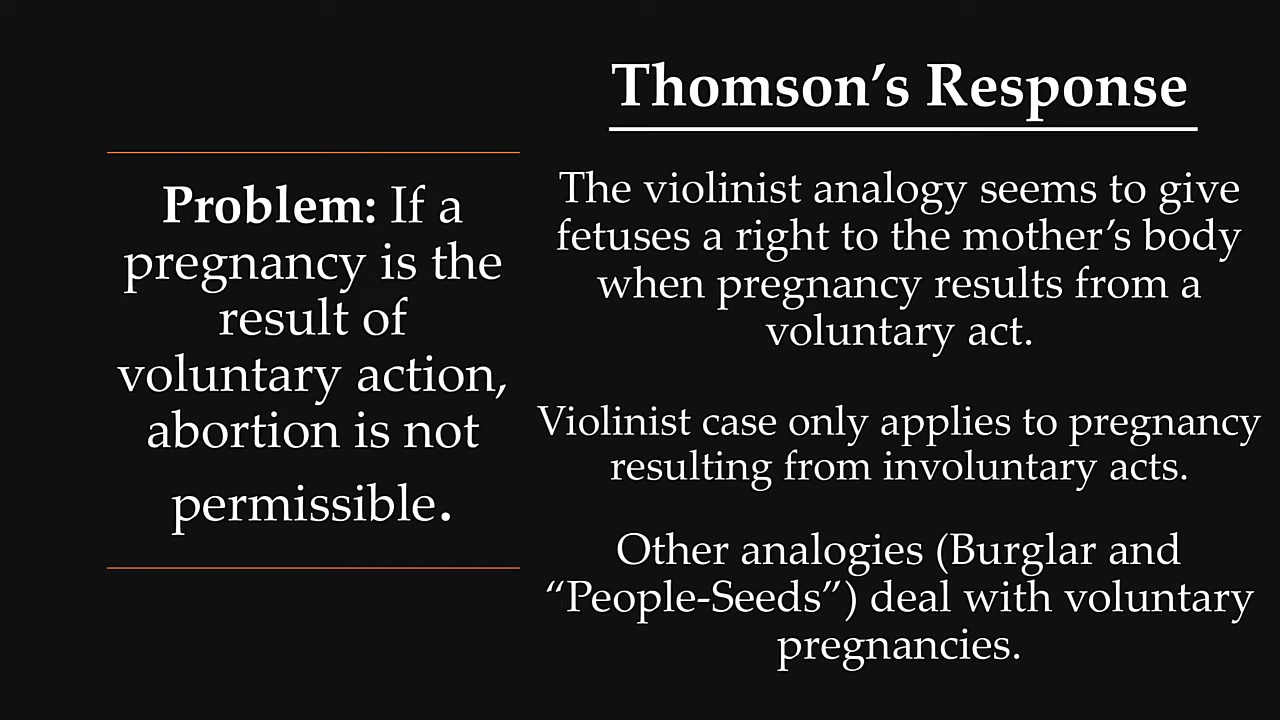 Problem: If a
pregnancy is the
result of
voluntary action,
abortion is not
permissible.
Thomson’s Response
The violinist analogy seems to give
fetuses a right to the mother’s body
when pregnancy results from a
voluntary act.
Violinist case only applies to pregnancy
resulting from involuntary acts.
Other analogies (Burglar and
“People-Seeds”) deal with voluntary
pregnancies.